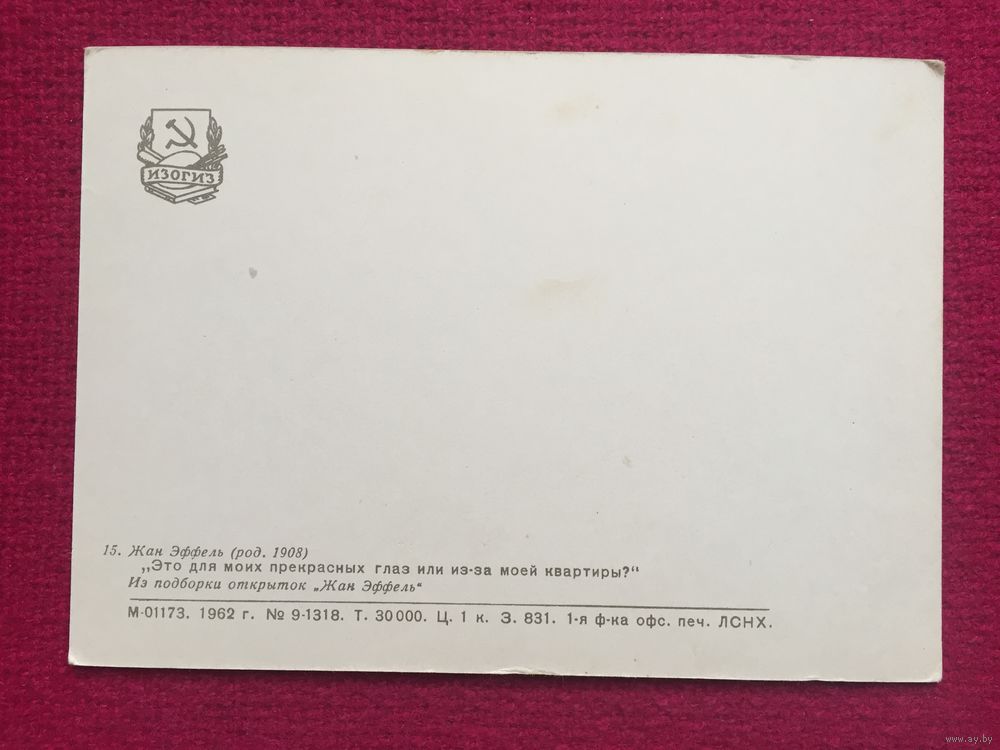 ИЗОГИЗ
15. Жан Эффель (род. 1908)
„Это для моих прекрасных глаз или из-за моей квартиры?“
Из подборки открыток „Жан Эффель“
М-01173. 1962 г. № 9-1318. Т. 30000. Ц. 1 к. З. 831. 1-я ф-ка офс. печ. ЛСНХ.
www.ay.by